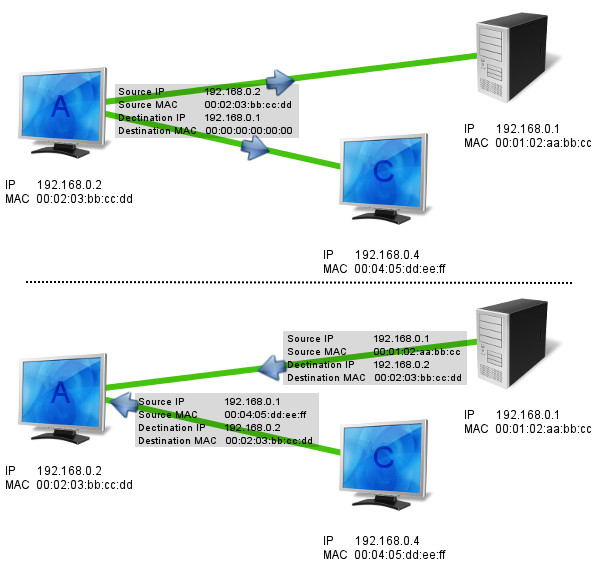 A
Source IP 192.168.0.2
Source MAC 00:02:03:bb:cc:dd
Dectination IP 192.168.0.1
Destination MAC 00:00:00:00:00:00
IP 192.168.0.1
MAC 00:01:02:aa:bb:cc
C
IP 192.168.0.2
MAC 00:02:03:bb:cc:dd
IP 192.168.0.4
MAC 00:04:05:dd:ee:ff
Source IP 192.168.0.1
Source MAC 00:01:02:aa:bb:cc
Dectination IP 192.168.0.2
Destination MAC 00:02:03:bb:cc:dd
A
Source IP 192.168.0.1
Source MAC 00:04:05:dd:ee:ff
Dectination IP 192.168.0.2
Destination MAC 00:02:03:bb:cc:dd
IP 192.168.0.1
MAC 00:01:02:aa:bb:cc
C
IP 192.168.0.2
MAC 00:02:03:bb:cc:dd
IP 192.168.0.4
MAC 00:04:05:dd:ee:ff